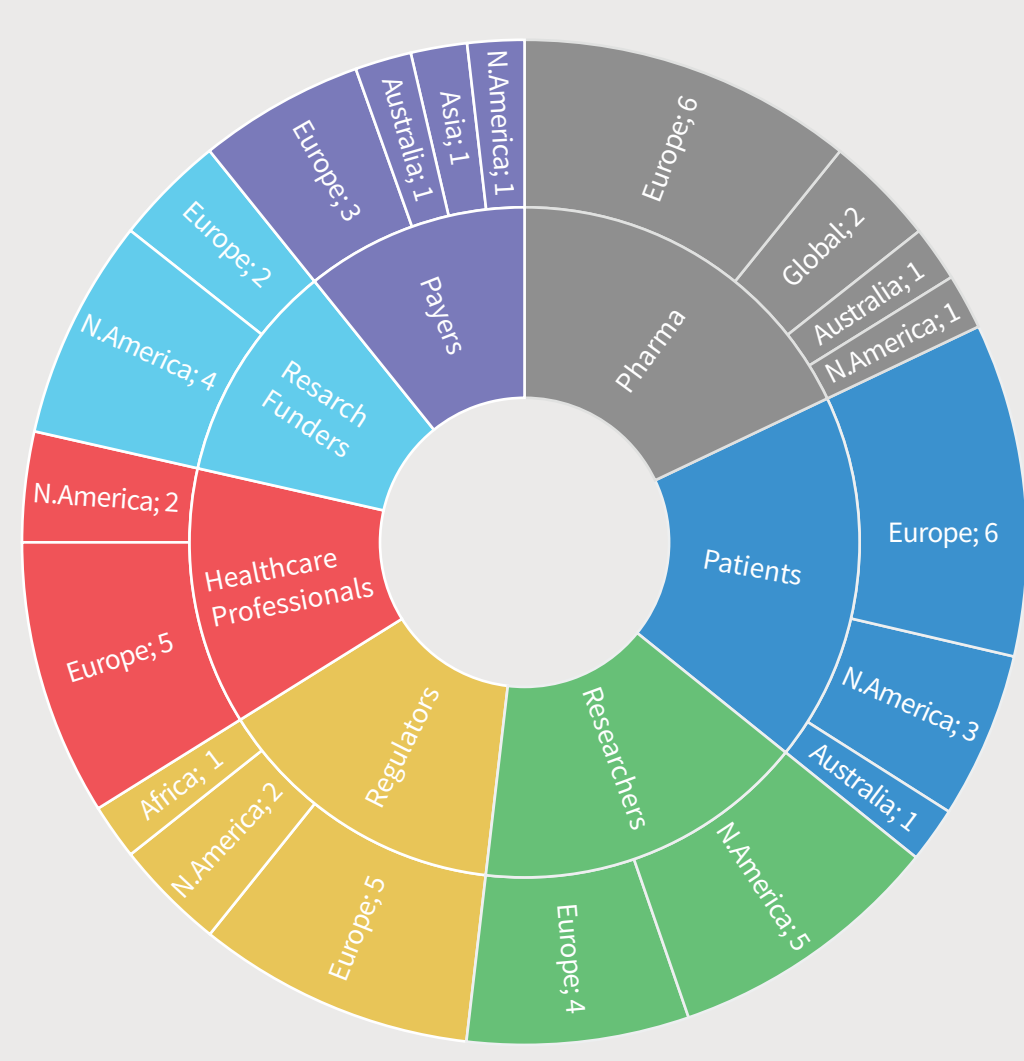 Pharma
Europe; 6
Global; 2
Australia; 1
N.America; 1
Patients
Europe; 6
N.America; 3
Australia; 1
Researchers
N.America; 5
Europe; 4
Regulators
Europe; 5
N.America; 2
Africa; 1
Healthcare
Professionals
Europe; 5
N.America; 2
Resarch
Funders
N.America; 4
Europe; 2
Payers
Europe; 3
Australia; 1
Asia; 1
N.America; 1